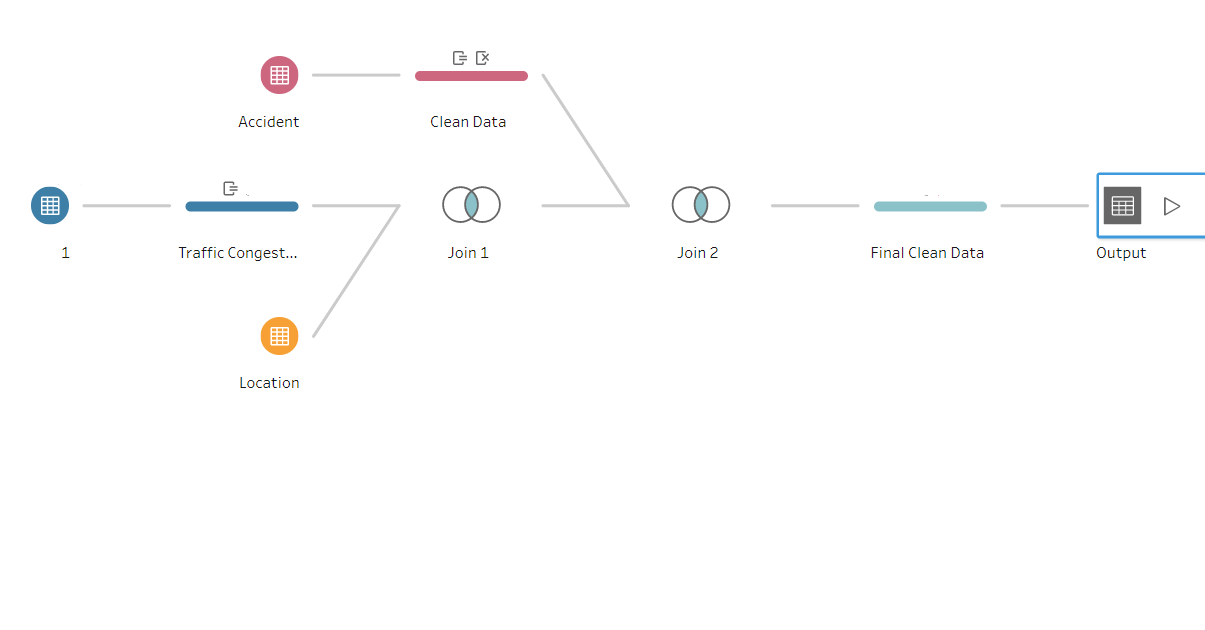 Accident
Clean Data
1
Traffic Congest...
Join 1
Join 2
Final Clean Data
Output
Location